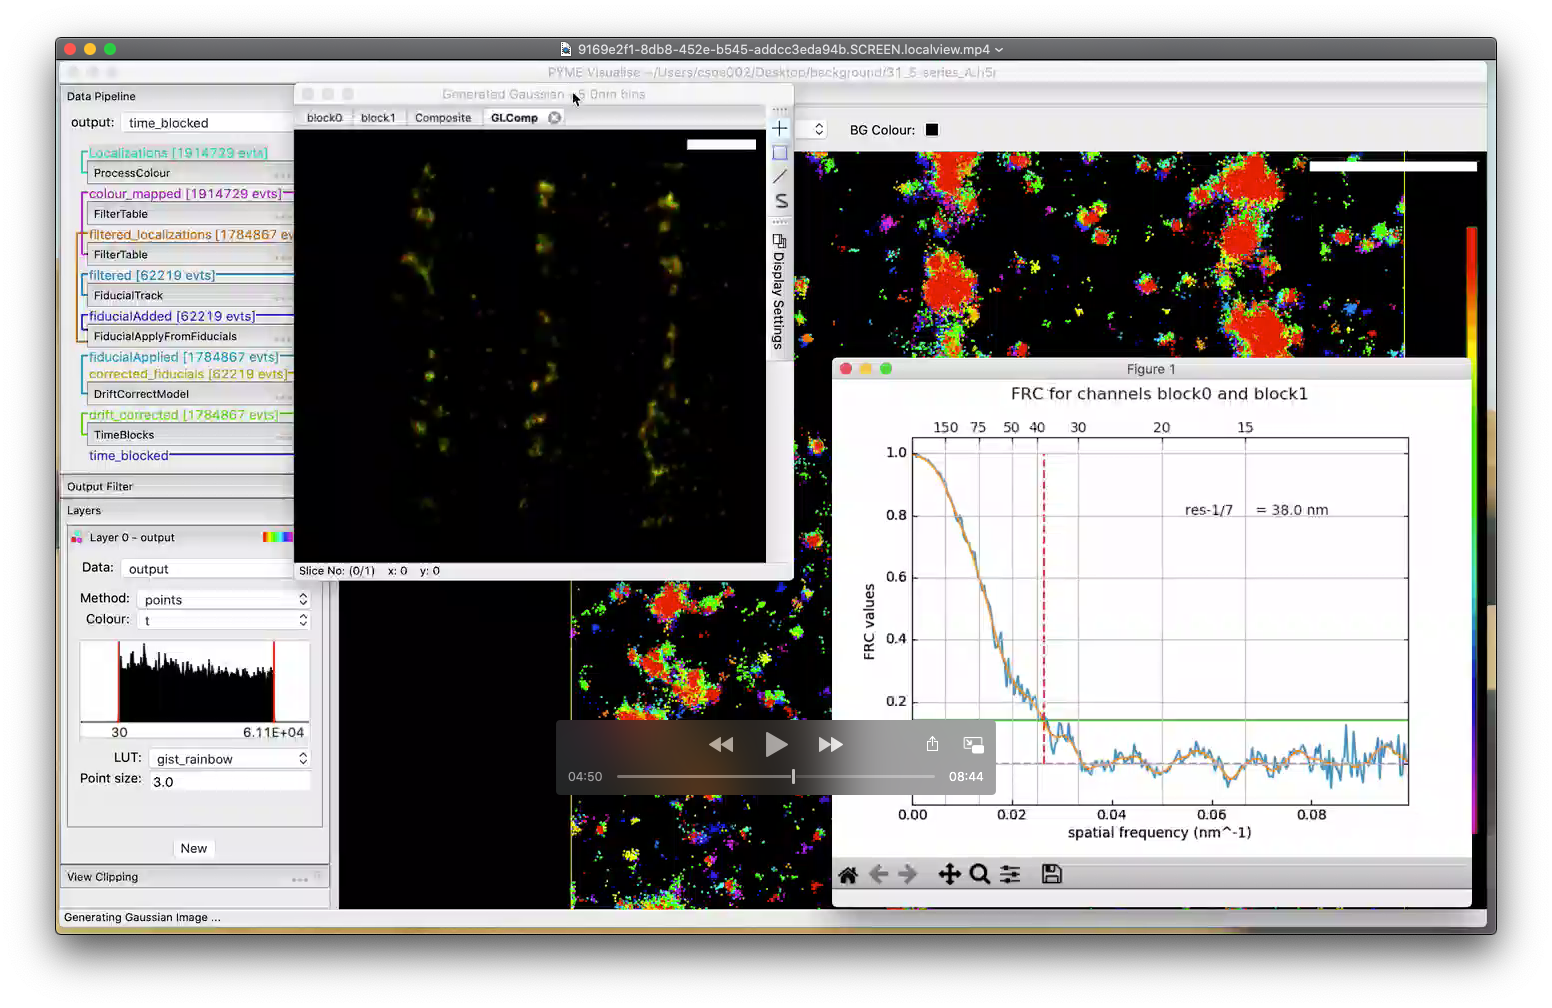 9169e2f1-8db8-452e-b545-addcc3eda94b.SCREEN.localview.mp4
PYME Visualise - /Users/csoe002/Desktop/background/31_5-series_A.h5r
Data Pipeline
output: time_blocked
Localizations [1914729 evts]
ProcessColour
colour_mapped [1914729 evts]
FilterTable
filtered_localizations [1784867 ev
FilterTable
filtered [62219 evts]
FiducialTrack
fiducialAdded [62219 evts]
FiducialApplyFromFiducials
fiducialApplied [1784867 evts]
corrected_fiducials [62219 evts]
DriftCorrectModel
drift_corrected [1784867 evts]
TimeBlocks
time_blocked
Output Filter
Layers
Layer 0 - output
Data: output
Method: points
Colour: t
30 6.11E+04
LUT: gist_rainbow
Point size: 3.0
New
View Clipping
Generating Gaussian Image ...
Generated Gaussian - 5.0nm bins
block0 block1 Composite GLComp
Display Settings
Slice No: (0/1) x: 0 y: 0
BG Colour:
Figure 1
FRC for channels block0 and block1
150 75 50 40 30 20 15
1.0
0.8
0.6
0.4
0.2
FRC values
res-1/7 = 38.0 nm
0.00 0.02 0.04 0.06 0.08
spatial frequency (nm^-1)
04:50 08:44